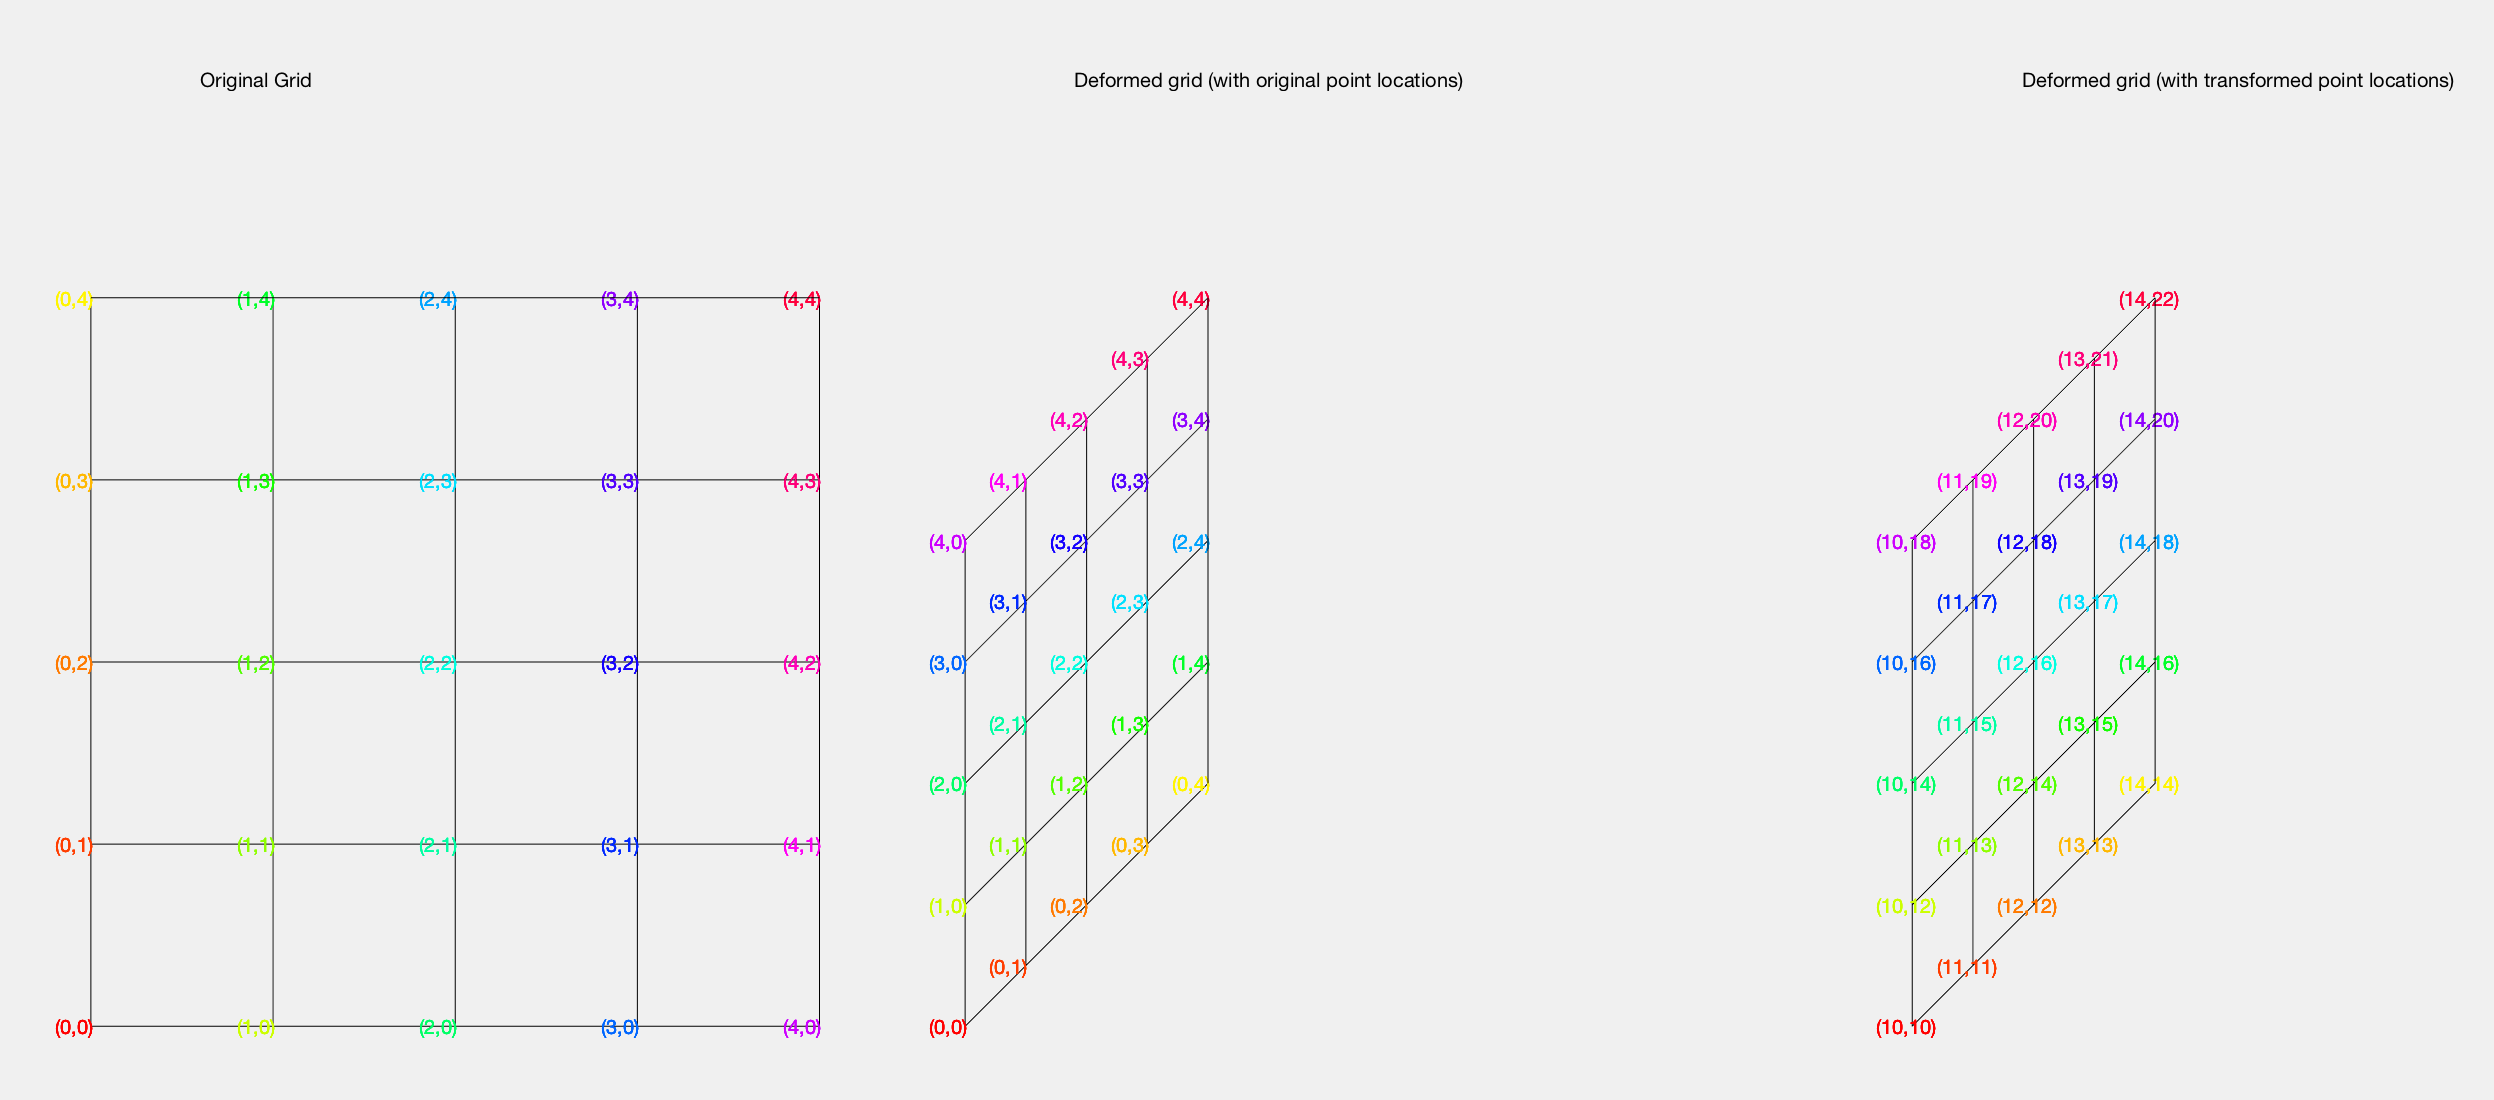 Original Grid
(0,4) (1,4) (2,4) (3,4) (4,4)
(0,3) (1,3) (2,3) (3,3) (4,3)
(0,2) (1,2) (2,2) (3,2) (4,2)
(0,1) (1,1) (2,1) (3,1) (4,1)
(0,0) (1,0) (2,0) (3,0) (4,0)
Deformed grid (with original point locations)
(4,4)
(4,3)
(4,2) (3,4)
(4,1) (3,3)
(4,0) (3,2) (2,4)
(3,1) (2,3)
(3,0) (2,2) (1,4)
(2,1) (1,3)
(2,0) (1,2) (0,4)
(1,1) (0,3)
(1,0) (0,2)
(0,1)
(0,0)
Deformed grid (with transformed point locations)
(14,22)
(13,21)
(12,20) (14,20)
(11,19) (13,19)
(10,18) (12,18) (14,18)
(11,17) (13,17)
(10,16) (12,16) (14,16)
(11,15) (13,15)
(10,14) (12,14) (14,14)
(11,13) (13,13)
(10,12) (12,12)
(11,11)
(10,10)